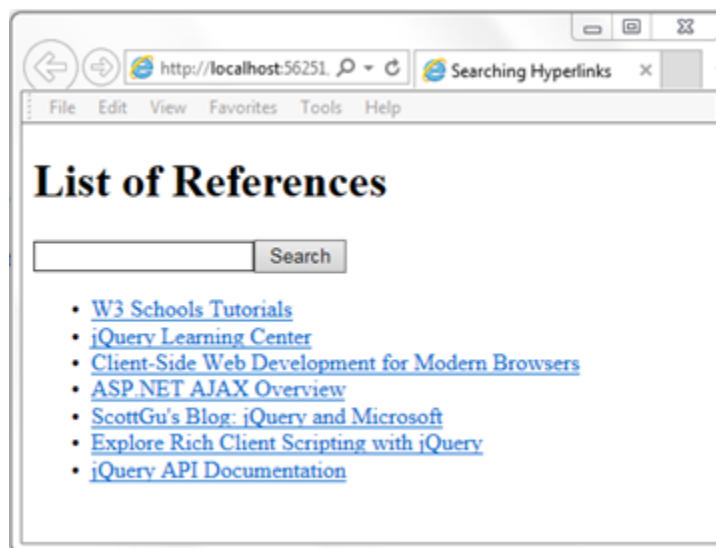 http://localhost:56251
Searching Hyperlinks
File Edit View Favorites Tools Help
List of References
Search
W3 Schools Tutorials
jQuery Learning Center
Client-Side Web Development for Modern Browsers
ASP.NET AJAX Overview
ScottGu's Blog: jQuery and Microsoft
Explore Rich Client Scripting with jQuery
jQuery API Documentation